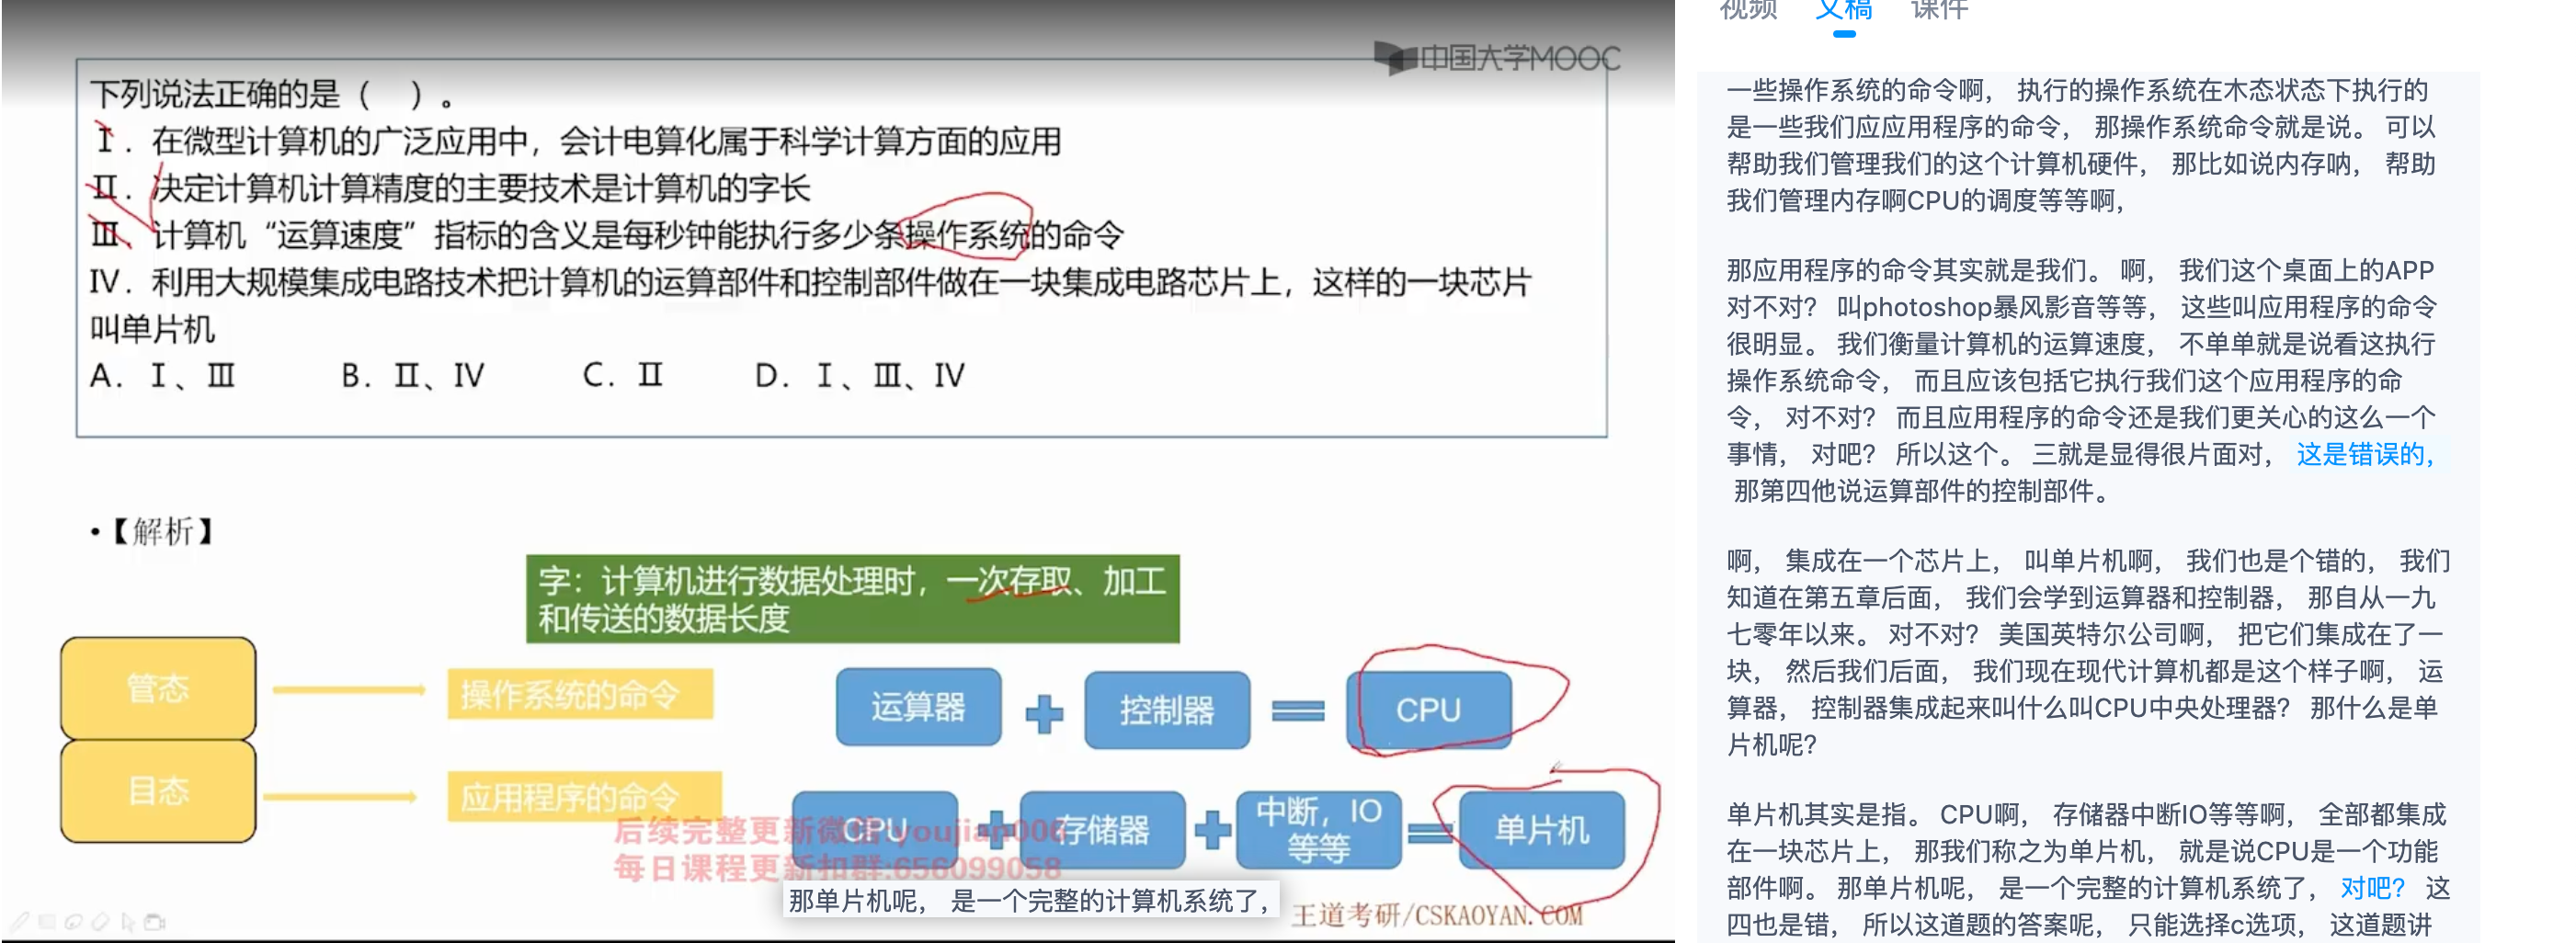 中国大学MOOC
下列说法正确的是（ ）。
Ⅰ．在微型计算机的广泛应用中，会计电算化属于科学计算方面的应用
Ⅱ．决定计算机计算精度的主要技术是计算机的字长
Ⅲ．计算机“运算速度”指标的含义是每秒钟能执行多少条操作系统的命令
Ⅳ．利用大规模集成电路技术把计算机的运算部件和控制部件做在一块集成电路芯片上，这样的一块芯片
叫单片机
A．Ⅰ、Ⅲ B．Ⅱ、Ⅳ C．Ⅱ D．Ⅰ、Ⅲ、Ⅳ
•【解析】
字：计算机进行数据处理时，一次存取、加工
和传送的数据长度
管态
操作系统的命令
运算器
控制器
CPU
目态
应用程序的命令
CPU
存储器
中断，IO
等等
单片机
后续完整更新微信:youjian006
每日课程更新扣群:656099058
那单片机呢， 是一个完整的计算机系统了，
王道考研/CSKAOYAN.COM
视频 文稿 课件
一些操作系统的命令啊， 执行的操作系统在木态状态下执行的
是一些我们应应用程序的命令， 那操作系统命令就是说。 可以
帮助我们管理我们的这个计算机硬件， 那比如说内存呐， 帮助
我们管理内存啊CPU的调度等等啊，
那应用程序的命令其实就是我们。 啊， 我们这个桌面上的APP
对不对？ 叫photoshop暴风影音等等， 这些叫应用程序的命令
很明显。 我们衡量计算机的运算速度， 不单单就是说看这执行
操作系统命令， 而且应该包括它执行我们这个应用程序的命
令， 对不对？ 而且应用程序的命令还是我们更关心的这么一个
事情， 对吧？ 所以这个。 三就是显得很片面对， 这是错误的，
那第四他说运算部件的控制部件。
啊， 集成在一个芯片上， 叫单片机啊， 我们也是个错的， 我们
知道在第五章后面， 我们会学到运算器和控制器， 那自从一九
七零年以来。 对不对？ 美国英特尔公司啊， 把它们集成在了一
块， 然后我们后面， 我们现在现代计算机都是这个样子啊， 运
算器， 控制器集成起来叫什么叫CPU中央处理器？ 那什么是单
片机呢？
单片机其实是指。 CPU啊， 存储器中断IO等等啊， 全部都集成
在一块芯片上， 那我们称之为单片机， 就是说CPU是一个功能
部件啊。 那单片机呢， 是一个完整的计算机系统了， 对吧？ 这
四也是错， 所以这道题的答案呢， 只能选择c选项， 这道题讲